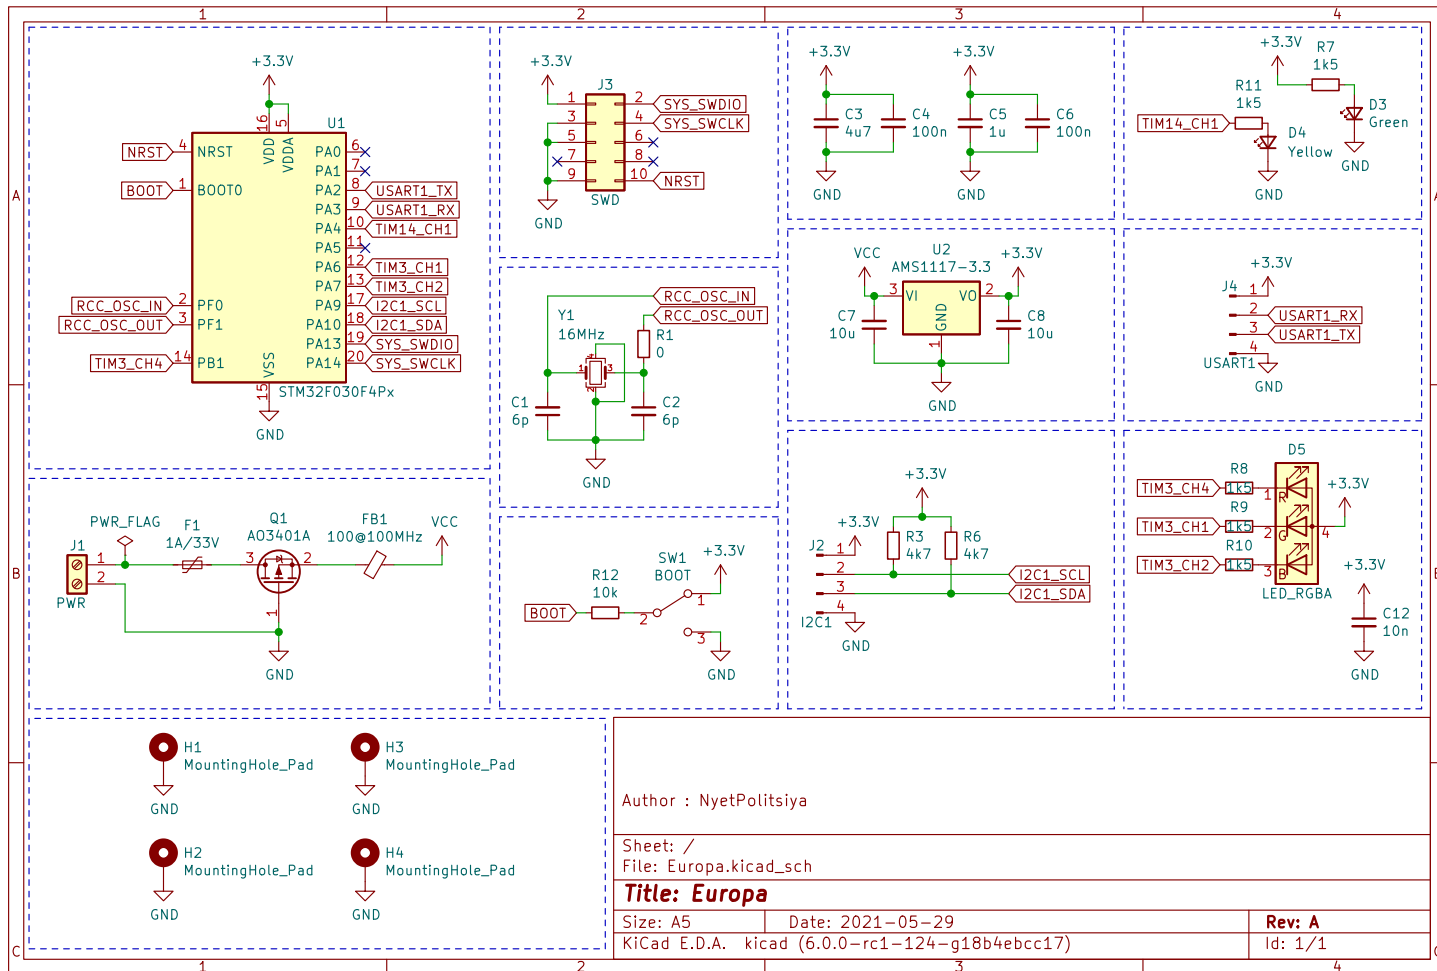 1 2 3 4
A
B
C
+3.3V
U1
16
5
VDD
VDDA
NRST 4 NRST
BOOT 1 BOOT0
RCC_OSC_IN 2 PF0
RCC_OSC_OUT 3 PF1
TIM3_CH4 14 PB1
PA0 6
PA1 7
PA2 8 USART1_TX
PA3 9 USART1_RX
PA4 10 TIM14_CH1
PA5 11
PA6 12 TIM3_CH1
PA7 13 TIM3_CH2
PA9 17 I2C1_SCL
PA10 18 I2C1_SDA
PA13 19 SYS_SWDIO
PA14 20 SYS_SWCLK
VSS
15
STM32F030F4Px
GND
+3.3V
J3
1 2 SYS_SWDIO
3 4 SYS_SWCLK
5 6
7 8
9 10 NRST
SWD
GND
+3.3V
C3
4u7
C4
100n
GND
+3.3V
C5
1u
C6
100n
GND
+3.3V
R7
1k5
D3
Green
GND
R11
1k5
TIM14_CH1
D4
Yellow
GND
RCC_OSC_IN
RCC_OSC_OUT
Y1
16MHz
R1
0
1
2
3
4
C1
6p
C2
6p
GND
VCC
U2
AMS1117-3.3
+3.3V
3 VI
VO 2
GND
1
C7
10u
C8
10u
GND
+3.3V
J4
1
2 USART1_RX
3 USART1_TX
4
USART1
GND
PWR_FLAG
J1
1
2
PWR
F1
1A/33V
Q1
AO3401A
3
2
1
FB1
100@100MHz
VCC
GND
SW1
BOOT
+3.3V
R12
10k
BOOT
2
1
3
GND
+3.3V
+3.3V
J2
1
2
3
4
I2C1
R3
4k7
R6
4k7
I2C1_SCL
I2C1_SDA
GND
D5
R8
TIM3_CH4 1k5 1 R
R9
TIM3_CH1 1k5 2 G
R10
TIM3_CH2 1k5 3 B
4
+3.3V
LED_RGBA
+3.3V
C12
10n
GND
H1
MountingHole_Pad
GND
H3
MountingHole_Pad
GND
H2
MountingHole_Pad
GND
H4
MountingHole_Pad
GND
Author : NyetPolitsiya
Sheet: /
File: Europa.kicad_sch
Title: Europa
Size: A5 Date: 2021-05-29 Rev: A
KiCad E.D.A. kicad (6.0.0-rc1-124-g18b4ebcc17) Id: 1/1
1 2 3 4